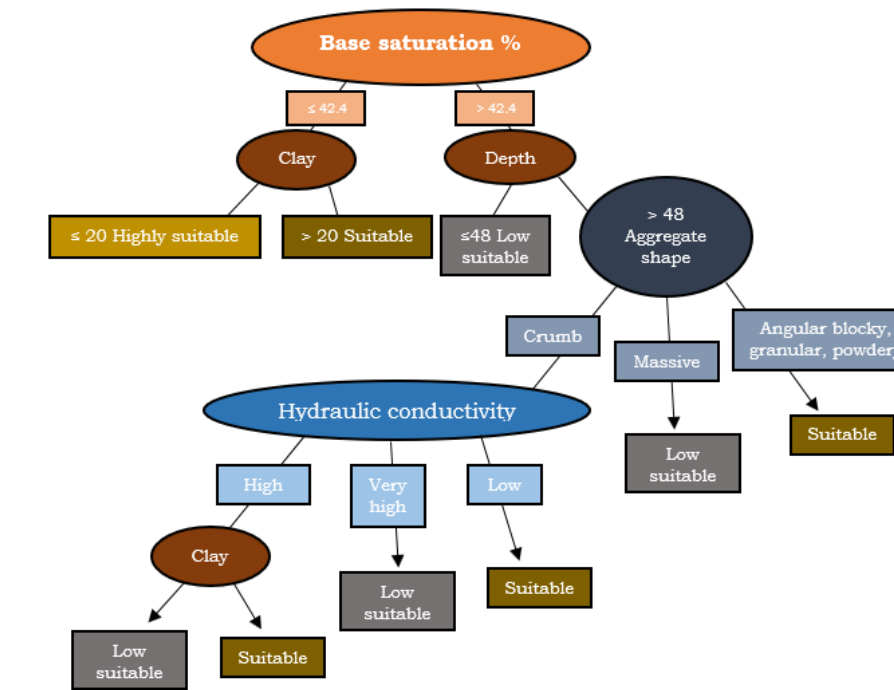 Base saturation %
≤ 42.4
> 42.4
Clay
Depth
≤ 20 Highly suitable
> 20 Suitable
≤48 Low
suitable
> 48
Aggregate
shape
Crumb
Massive
Angular blocky,
granular, powder,
Hydraulic conductivity
Suitable
Low
suitable
High
Very
high
Low
Clay
Low
suitable
Suitable
Low
suitable
Suitable